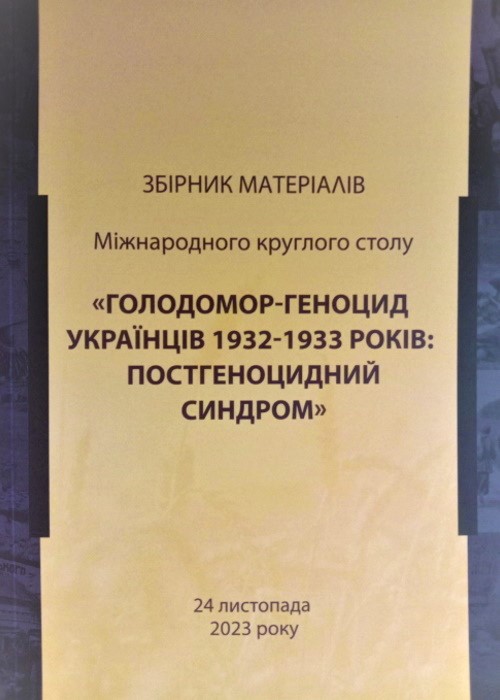 ЗБІРНИК МАТЕРІАЛІВ
Міжнародного круглого столу
«ГОЛОДОМОР-ГЕНОЦИД
УКРАЇНЦІВ 1932-1933 РОКІВ:
ПОСТГЕНОЦИДНИЙ
СИНДРОМ»
24 листопада
2023 року